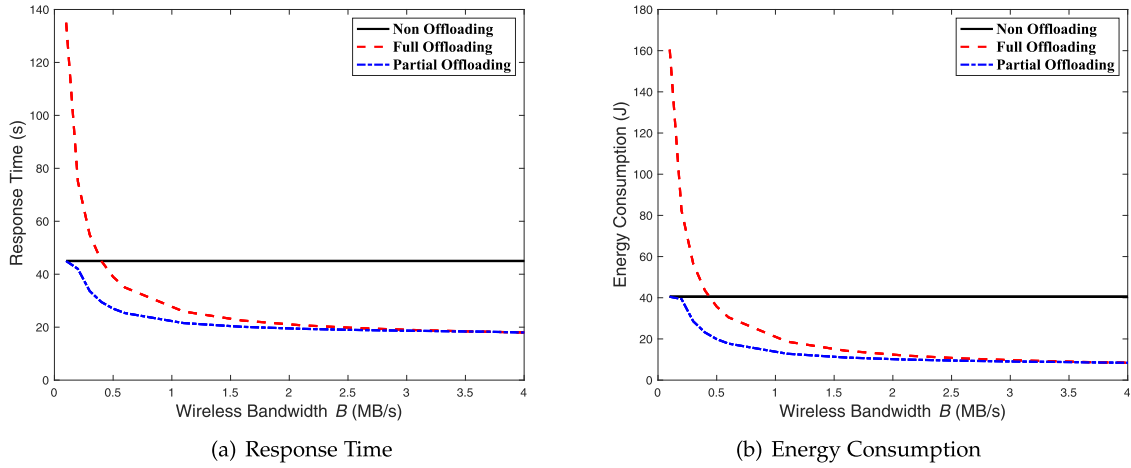 140
120
100
80
60
40
20
0
Response Time (s)
0 0.5 1 1.5 2 2.5 3 3.5 4
Wireless Bandwidth B (MB/s)
Non Offloading
Full Offloading
Partial Offloading
(a) Response Time
180
160
140
120
100
80
60
40
20
0
Energy Consumption (J)
0 0.5 1 1.5 2 2.5 3 3.5 4
Wireless Bandwidth B (MB/s)
Non Offloading
Full Offloading
Partial Offloading
(b) Energy Consumption